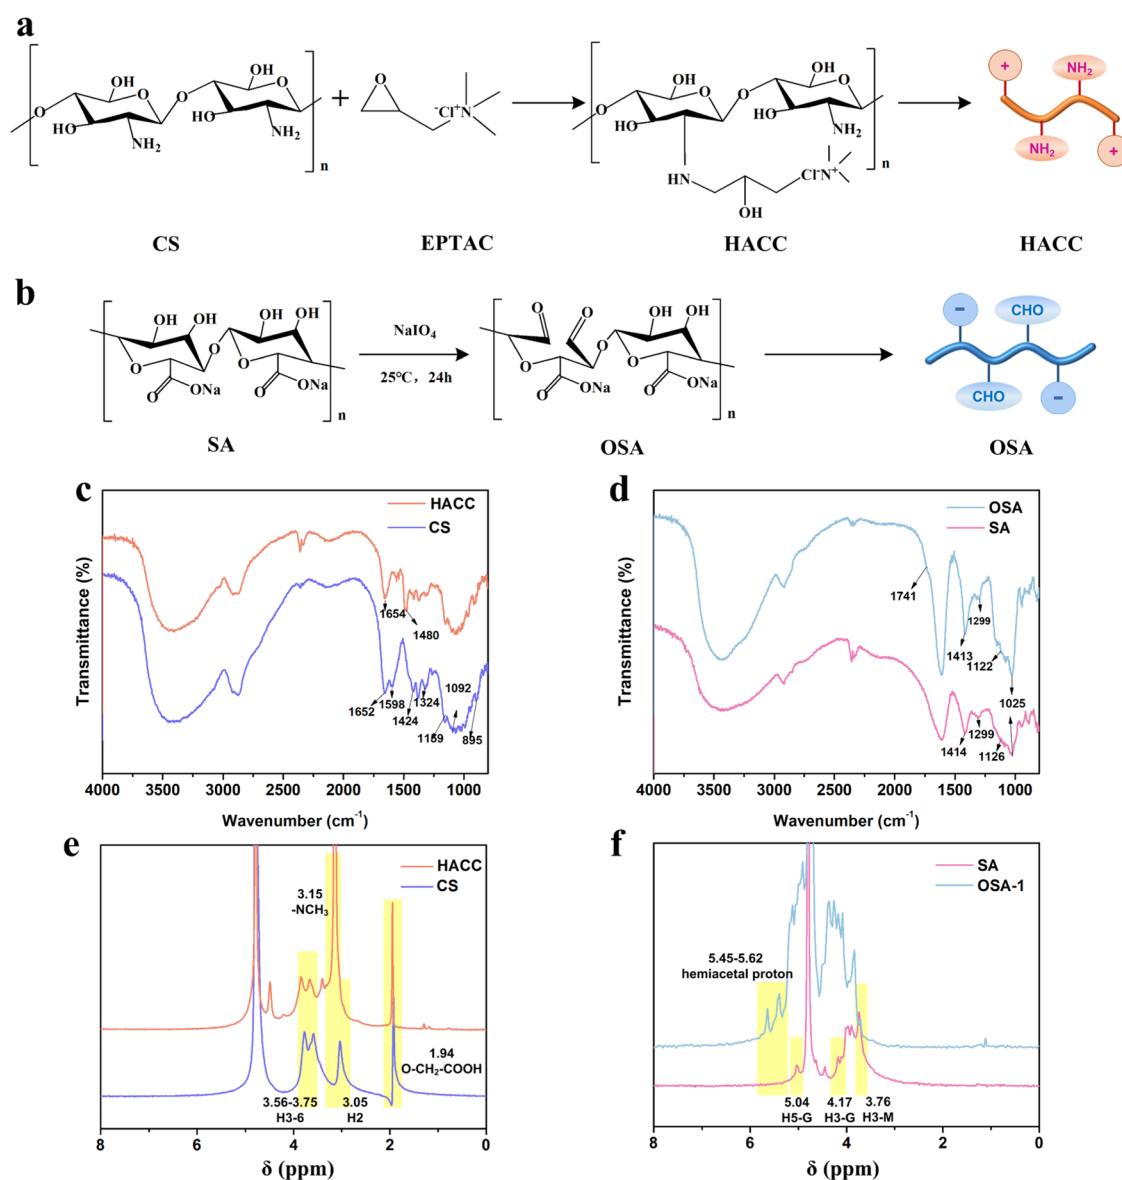 a
OH
OH
O
O
O
O
HO
HO
NH2
NH2
n
+
O
-Cl+N
OH
OH
O
O
O
O
HO
HO
NH2
n
HN
OH
Cl-N+
+
NH2
NH2
+
CS
EPTAC
HACC
HACC
b
OH
OH
OH
OH
O
O
O
O
ONa
O
ONa
n
NaIO4
25°C, 24h
O
O
OH
OH
O
O
O
O
ONa
O
ONa
n
-
CHO
CHO
-
SA
OSA
OSA
c
HACC
CS
Transmittance (%)
1654
1480
1652
1598
1424
1324
1092
1159
895
4000 3500 3000 2500 2000 1500 1000
Wavenumber (cm-1)
d
OSA
SA
Transmittance (%)
1741
1413
1299
1122
1025
1414
1299
1126
4000 3500 3000 2500 2000 1500 1000
Wavenumber (cm-1)
e
HACC
CS
3.15
-NCH3
1.94
O-CH2-COOH
3.56-3.75
H3-6
3.05
H2
8 6 4 2 0
δ (ppm)
f
SA
OSA-1
5.45-5.62
hemiacetal proton
5.04
H5-G
4.17
H3-G
3.76
H3-M
8 6 4 2 0
δ (ppm)